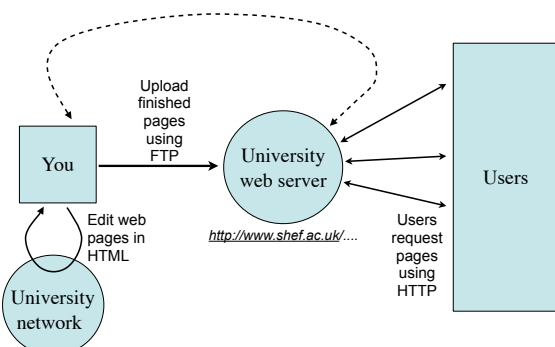 Upload
finished
pages
using
FTP
You
University
web server
Users
Edit web
pages in
HTML
http://www.shef.ac.uk/....
Users
request
pages
using
HTTP
University
network